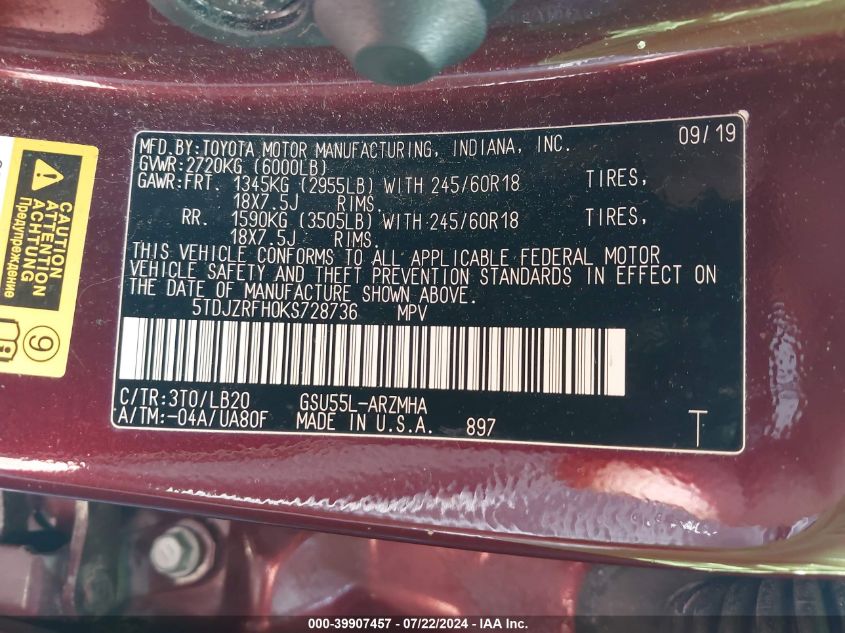 MFD.BY:TOYOTA MOTOR MANUFACTURING, INDIANA, INC. 09/19
GVWR:2720KG (6000LB)
GAWR:FRT. 1345KG (2955LB) WITH 245/60R18 TIRES,
18X7.5J RIMS.
RR. 1590KG (3505LB) WITH 245/60R18 TIRES,
18X7.5J RIMS.
THIS VEHICLE CONFORMS TO ALL APPLICABLE FEDERAL MOTOR
VEHICLE SAFETY AND THEFT PREVENTION STANDARDS IN EFFECT ON
THE DATE OF MANUFACTURE SHOWN ABOVE.
5TDJZRFH0KS728736 MPV
C/TR:3T0/LB20 GSU55L-ARZMHA
A/TM:-04A/UA80F MADE IN U.S.A. 897 T
CAUTION
ATTENTION
ACHTUNG
Предупреждение
9
000-39907457 - 07/22/2024 - IAA Inc.